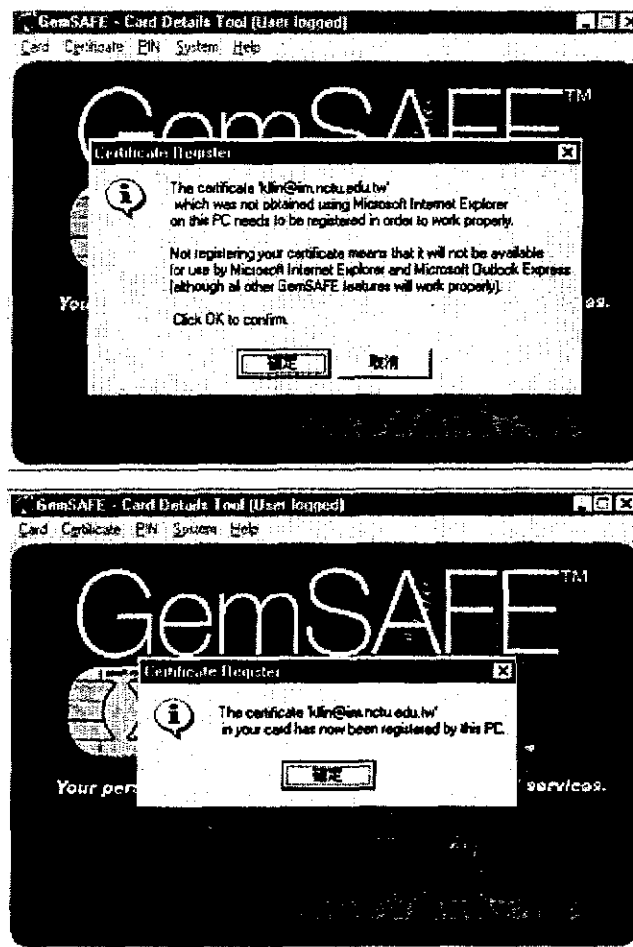 GemSAFE - Card Details Tool (User logged)
Card Certificate PIN System Help
GemSAFE™
Certificate Register
The certificate 'kllin@iim.nctu.edu.tw'
which was not obtained using Microsoft Internet Explorer
on this PC needs to be registered in order to work properly.
Not registering your certificate means that it will not be available
for use by Microsoft Internet Explorer and Microsoft Outlook Express
(although all other GemSAFE features will work properly).
Click OK to confirm.
確定 取消
GemSAFE - Card Details Tool (User logged)
Card Certificate PIN System Help
GemSAFE™
Certificate Register
The certificate 'kllin@iim.nctu.edu.tw'
in your card has now been registered by this PC.
確定
Your services.